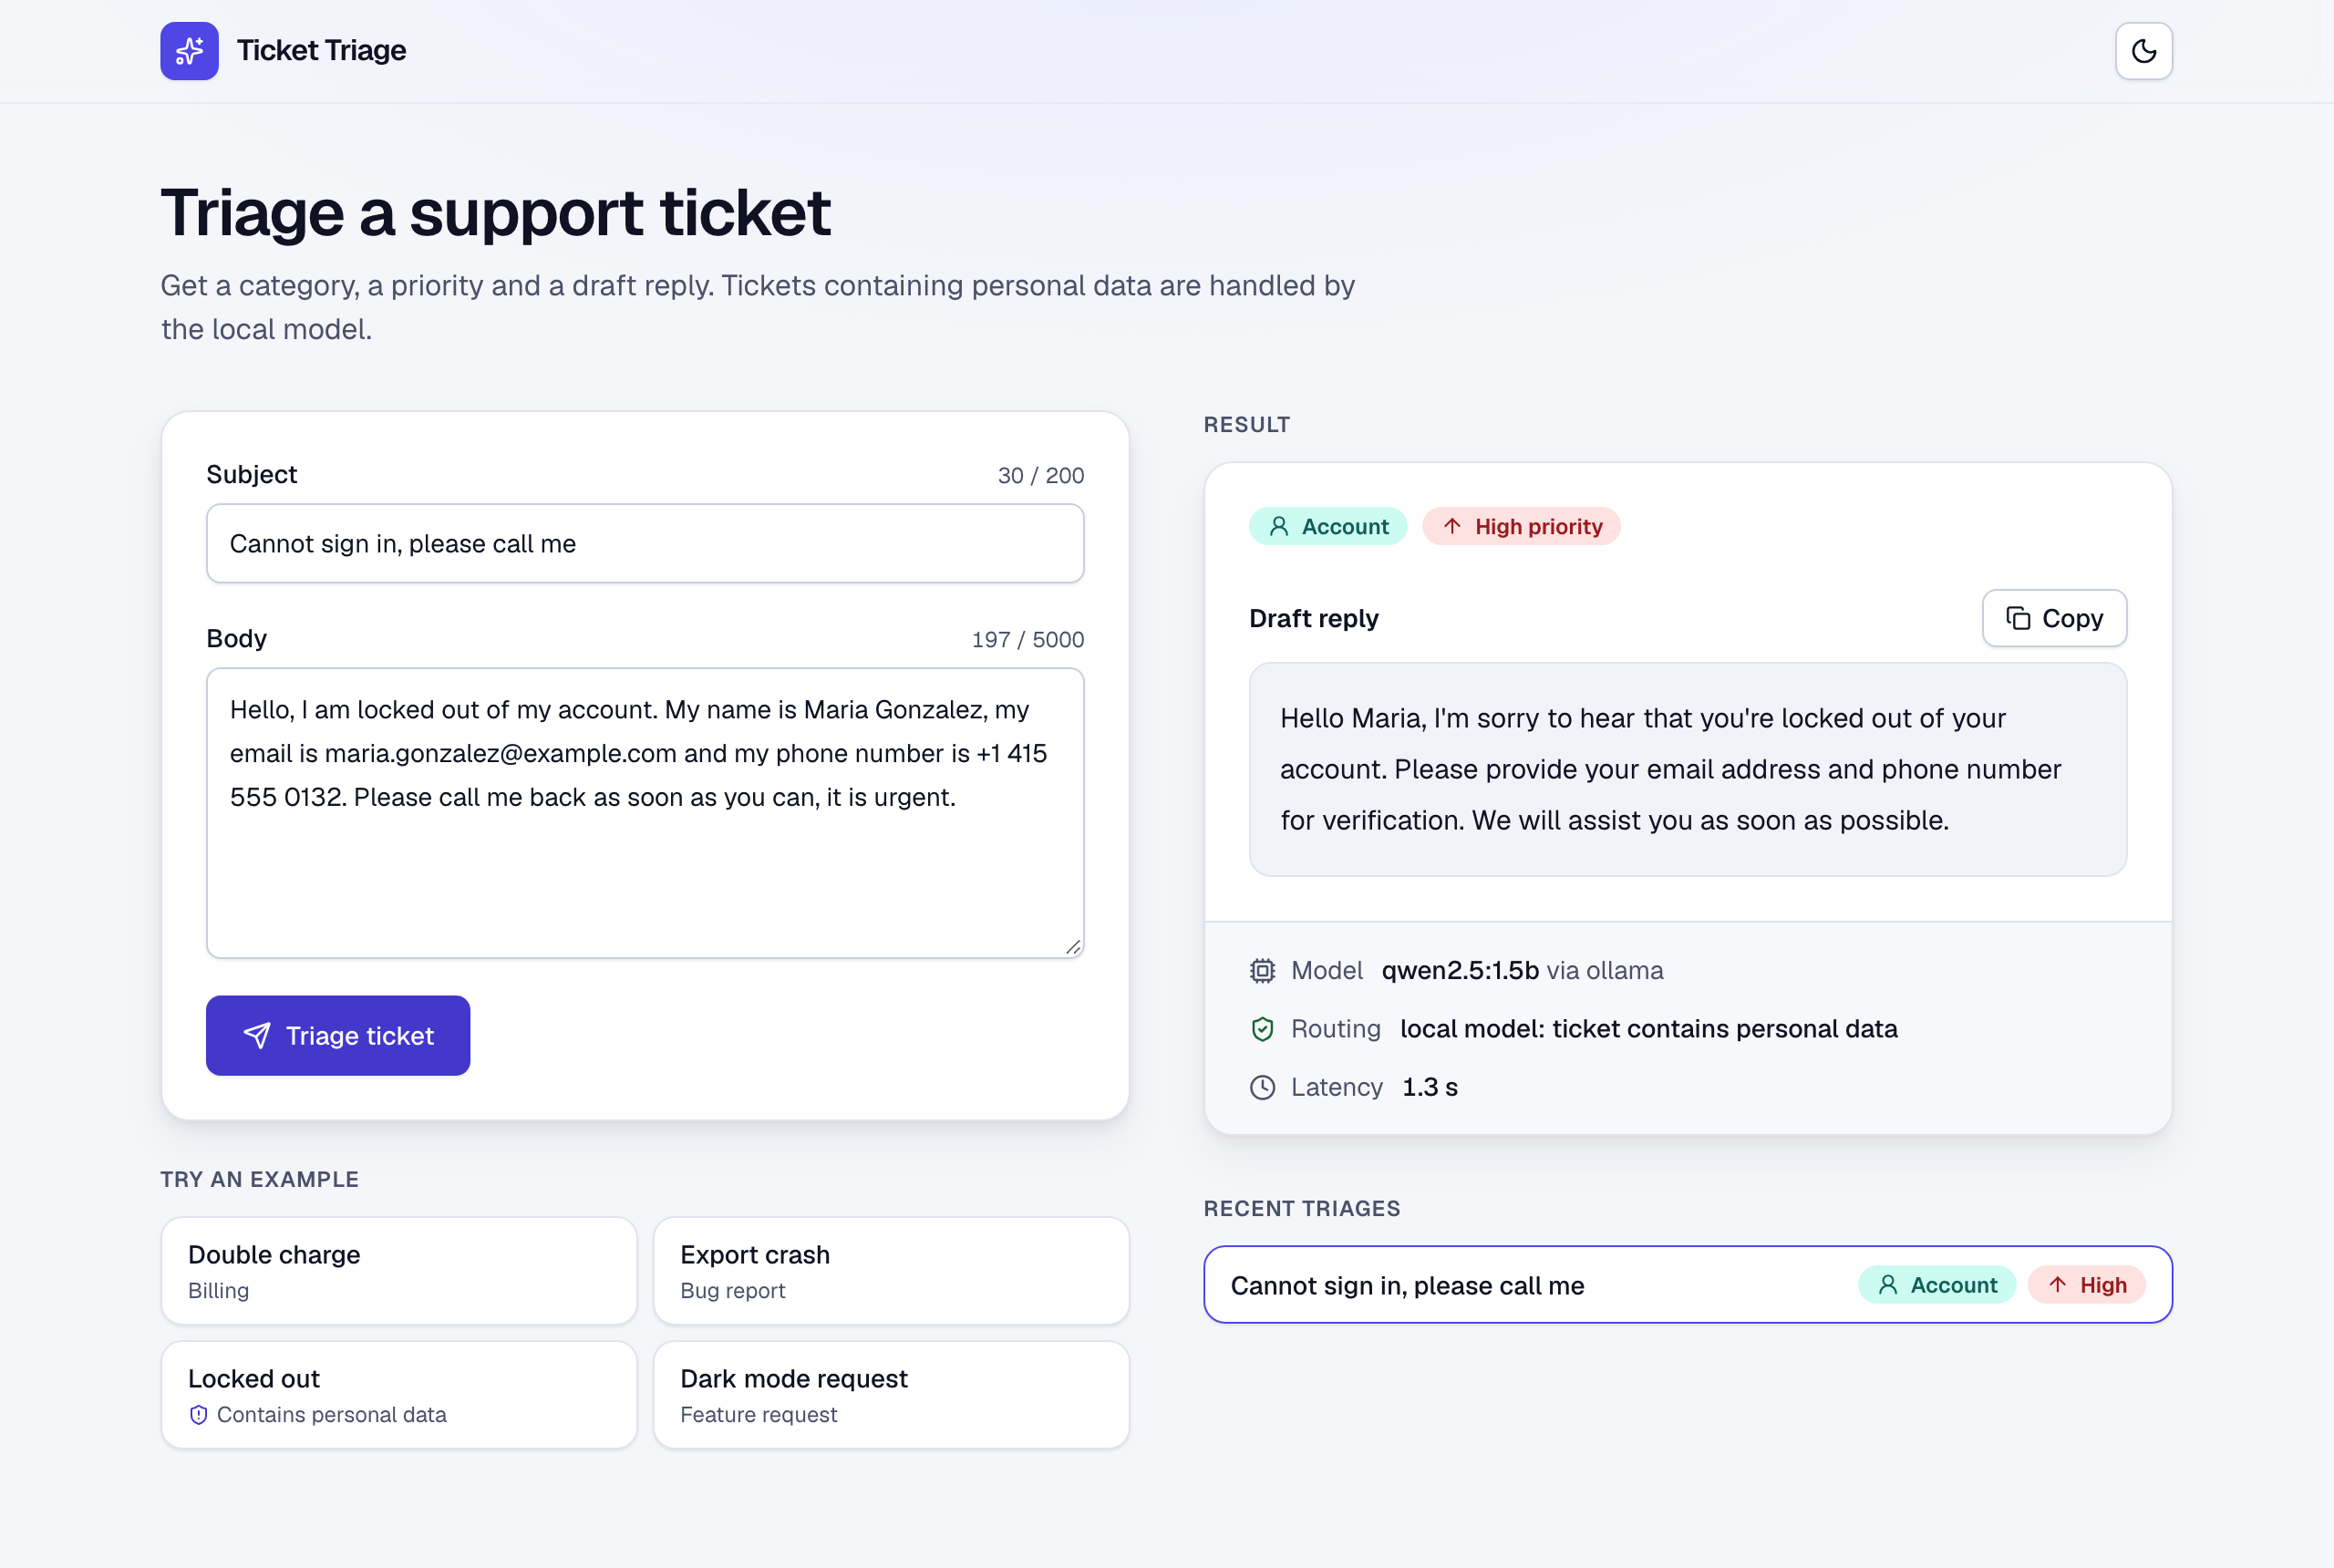 Ticket Triage
Triage a support ticket
Get a category, a priority and a draft reply. Tickets containing personal data are handled by
the local model.
Subject
30 / 200
Cannot sign in, please call me
Body
197 / 5000
Hello, I am locked out of my account. My name is Maria Gonzalez, my
email is maria.gonzalez@example.com and my phone number is +1 415
555 0132. Please call me back as soon as you can, it is urgent.
Triage ticket
TRY AN EXAMPLE
Double charge
Billing
Export crash
Bug report
Locked out
Contains personal data
Dark mode request
Feature request
RESULT
Account
High priority
Draft reply
Copy
Hello Maria, I'm sorry to hear that you're locked out of your
account. Please provide your email address and phone number
for verification. We will assist you as soon as possible.
Model qwen2.5:1.5b via ollama
Routing local model: ticket contains personal data
Latency 1.3 s
RECENT TRIAGES
Cannot sign in, please call me
Account
High